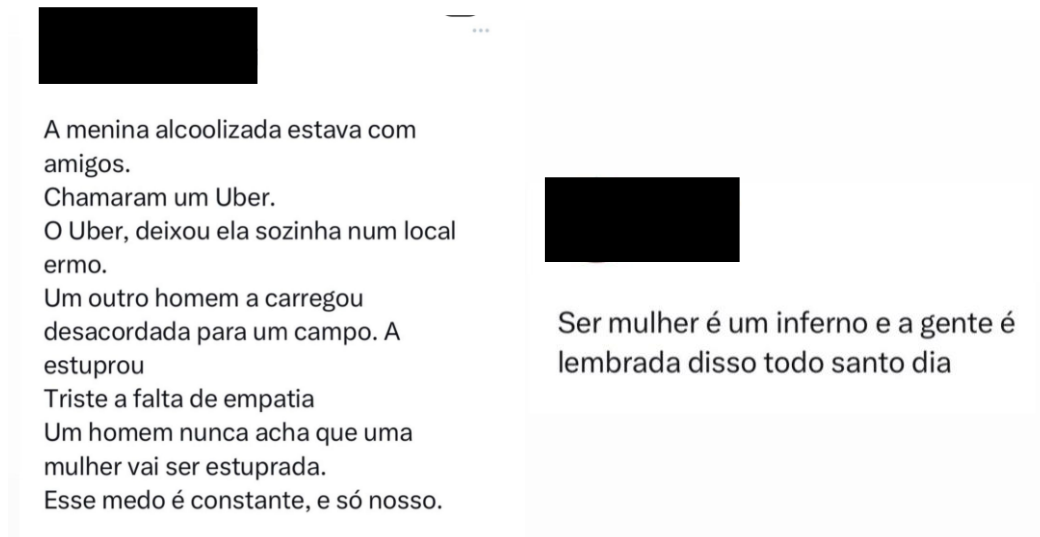 A menina alcoolizada estava com
amigos.
Chamaram um Uber.
O Uber, deixou ela sozinha num local
ermo.
Um outro homem a carregou
desacordada para um campo. A
estuprou
Triste a falta de empatia
Um homem nunca acha que uma
mulher vai ser estuprada.
Esse medo é constante, e só nosso.
Ser mulher é um inferno e a gente é
lembrada disso todo santo dia